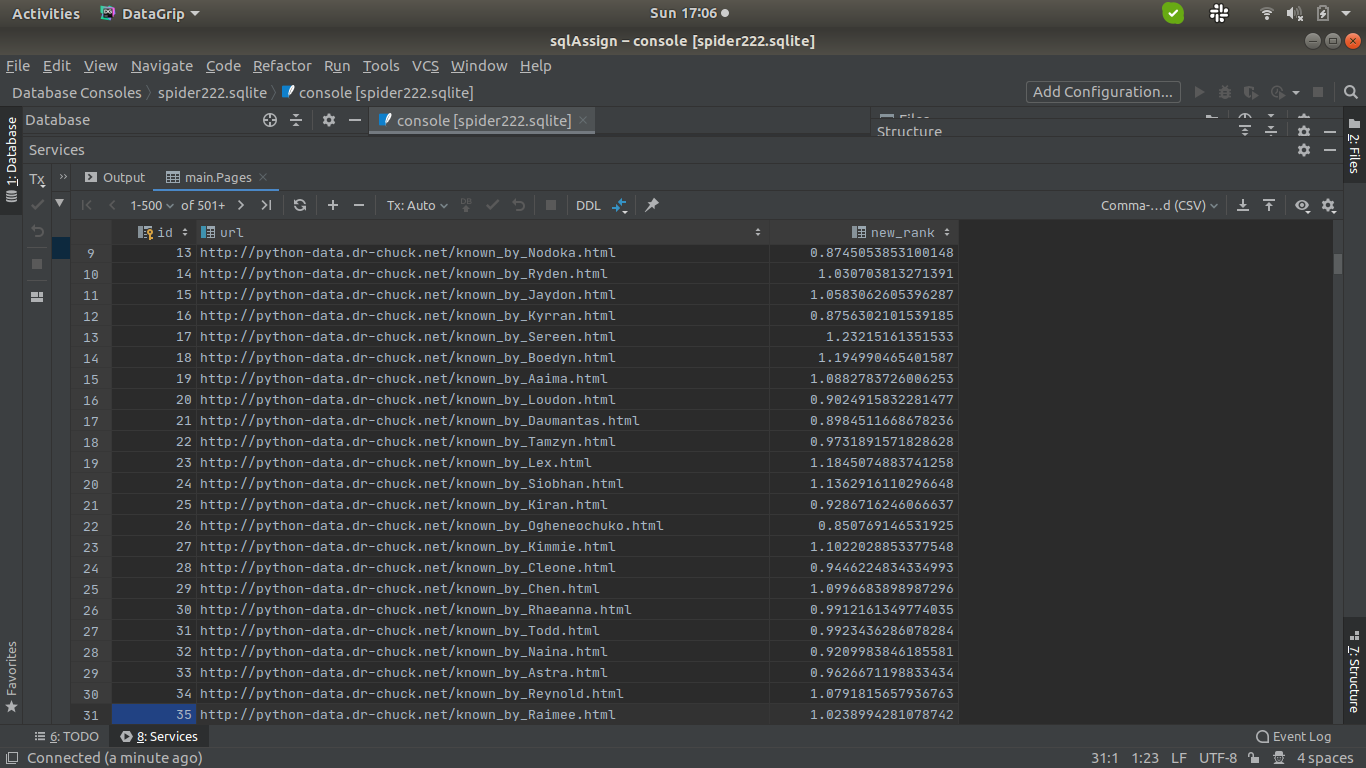 Activities DataGrip Sun 17:06
sqlAssign – console [spider222.sqlite]
File Edit View Navigate Code Refactor Run Tools VCS Window Help
Database Consoles spider222.sqlite console [spider222.sqlite] Add Configuration...
1: Database Database console [spider222.sqlite] Files 2: Files
Structure
Services
Tx Output main.Pages
1-500 of 501+ Tx: Auto DB DDL Comma-...d (CSV)
id url new_rank
9 13 http://python-data.dr-chuck.net/known_by_Nodoka.html 0.8745053853100148
10 14 http://python-data.dr-chuck.net/known_by_Ryden.html 1.030703813271391
11 15 http://python-data.dr-chuck.net/known_by_Jaydon.html 1.0583062605396287
12 16 http://python-data.dr-chuck.net/known_by_Kyrran.html 0.8756302101539185
13 17 http://python-data.dr-chuck.net/known_by_Sereen.html 1.23215161351533
14 18 http://python-data.dr-chuck.net/known_by_Boedyn.html 1.194990465401587
15 19 http://python-data.dr-chuck.net/known_by_Aaima.html 1.0882783726006253
16 20 http://python-data.dr-chuck.net/known_by_Loudon.html 0.9024915832281477
17 21 http://python-data.dr-chuck.net/known_by_Daumantas.html 0.8984511668678236
18 22 http://python-data.dr-chuck.net/known_by_Tamzyn.html 0.9731891571828628
19 23 http://python-data.dr-chuck.net/known_by_Lex.html 1.1845074883741258
20 24 http://python-data.dr-chuck.net/known_by_Siobhan.html 1.1362916110296648
21 25 http://python-data.dr-chuck.net/known_by_Kiran.html 0.9286716246066637
22 26 http://python-data.dr-chuck.net/known_by_Ogheneochuko.html 0.850769146531925
23 27 http://python-data.dr-chuck.net/known_by_Kimmie.html 1.1022028853377548
24 28 http://python-data.dr-chuck.net/known_by_Cleone.html 0.9446224834334993
25 29 http://python-data.dr-chuck.net/known_by_Chen.html 1.0996683898987296
26 30 http://python-data.dr-chuck.net/known_by_Rhaeanna.html 0.9912161349774035
27 31 http://python-data.dr-chuck.net/known_by_Todd.html 0.9923436286078284
28 32 http://python-data.dr-chuck.net/known_by_Naina.html 0.9209983846185581
29 33 http://python-data.dr-chuck.net/known_by_Astra.html 0.9626671198833434
30 34 http://python-data.dr-chuck.net/known_by_Reynold.html 1.0791815657936763
31 35 http://python-data.dr-chuck.net/known_by_Raimee.html 1.0238994281078742
Favorites 7: Structure
6: TODO 8: Services Event Log
Connected (a minute ago) 31:1 1:23 LF UTF-8 4 spaces